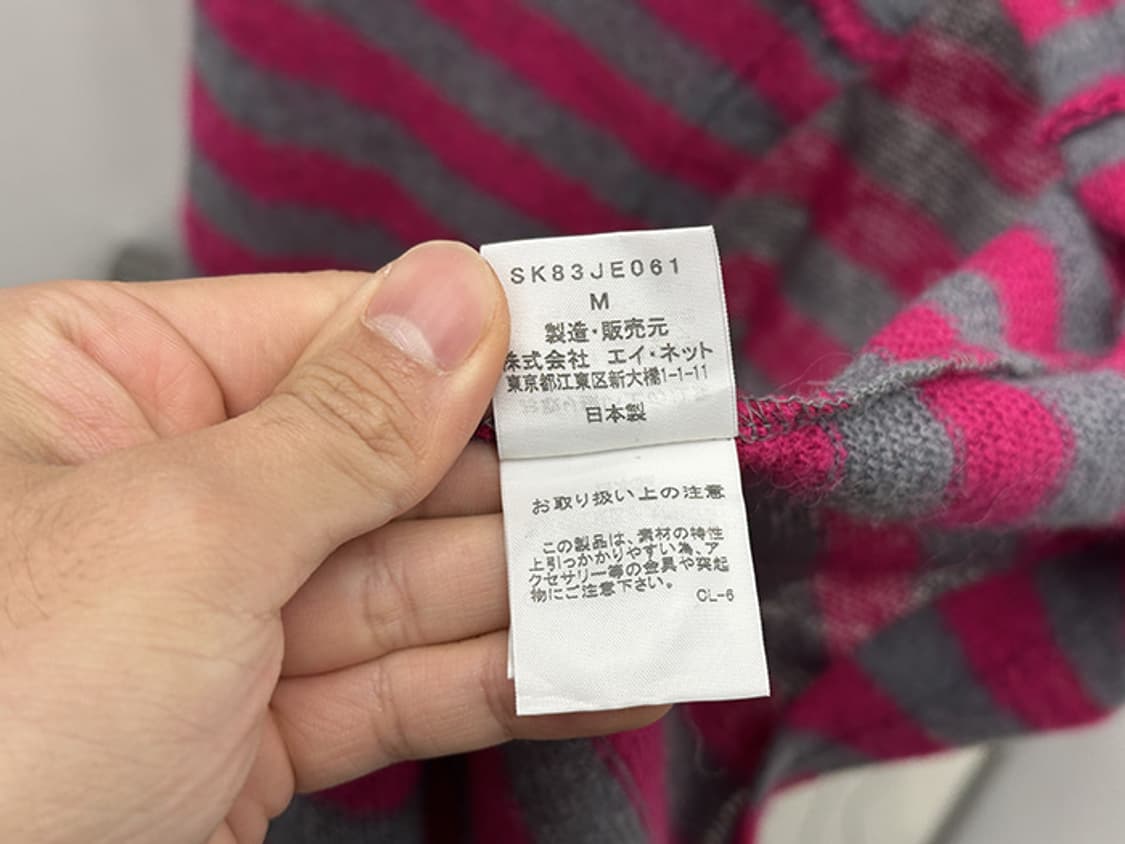 SK83JE061
M
製造・販売元
株式会社 エイ・ネット
東京都江東区新大橋1-1-11
日本製
お取り扱い上の注意
この製品は、素材の特性
上引っかかりやすい為、ア
クセサリー等の金具や突起
物にご注意下さい。
CL-6